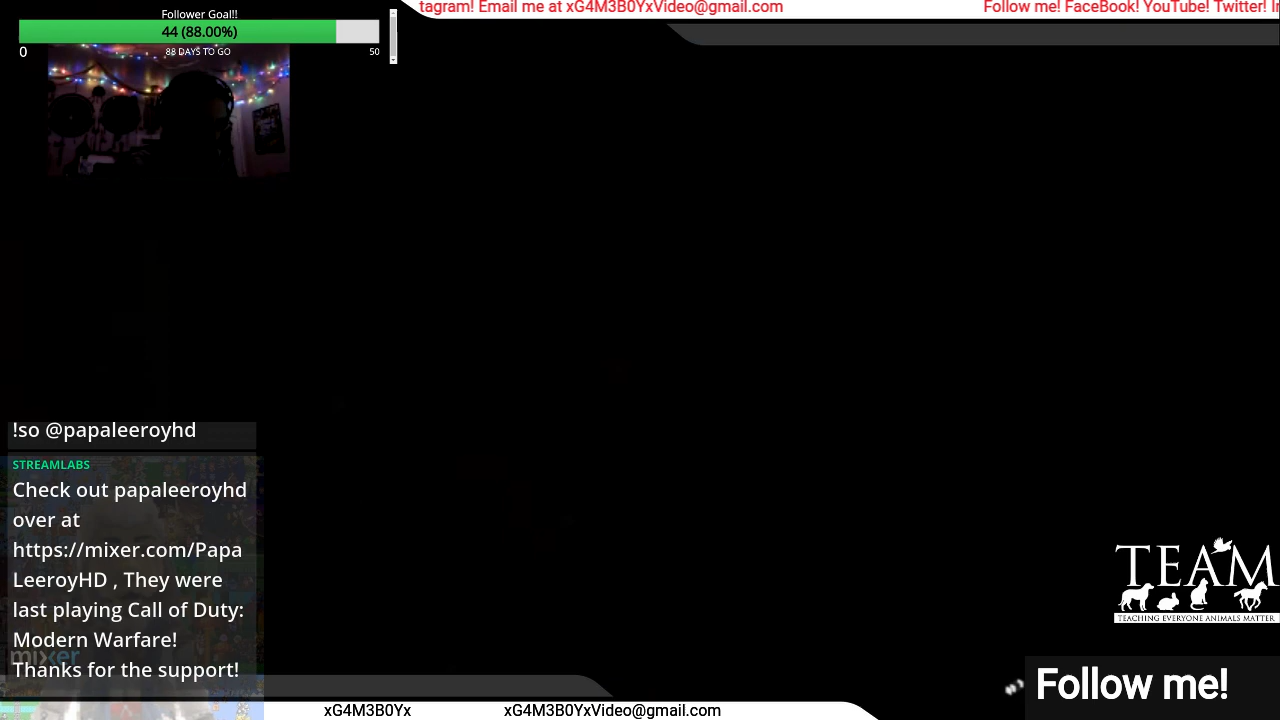 Follower Goal!!
44 (88.00%)
0
88 DAYS TO GO
50
tagram! Email me at xG4M3B0YxVideo@gmail.com
Follow me! FaceBook! YouTube! Twitter! I
!so @papaleeroyhd
STREAMLABS
Check out papaleeroyhd
over at
https://mixer.com/Papa
LeeroyHD , They were
last playing Call of Duty:
Modern Warfare!
mixer
Thanks for the support!
TEAM
TEACHING EVERYONE ANIMALS MATTER
Follow me!
xG4M3B0Yx
xG4M3B0YxVideo@gmail.com